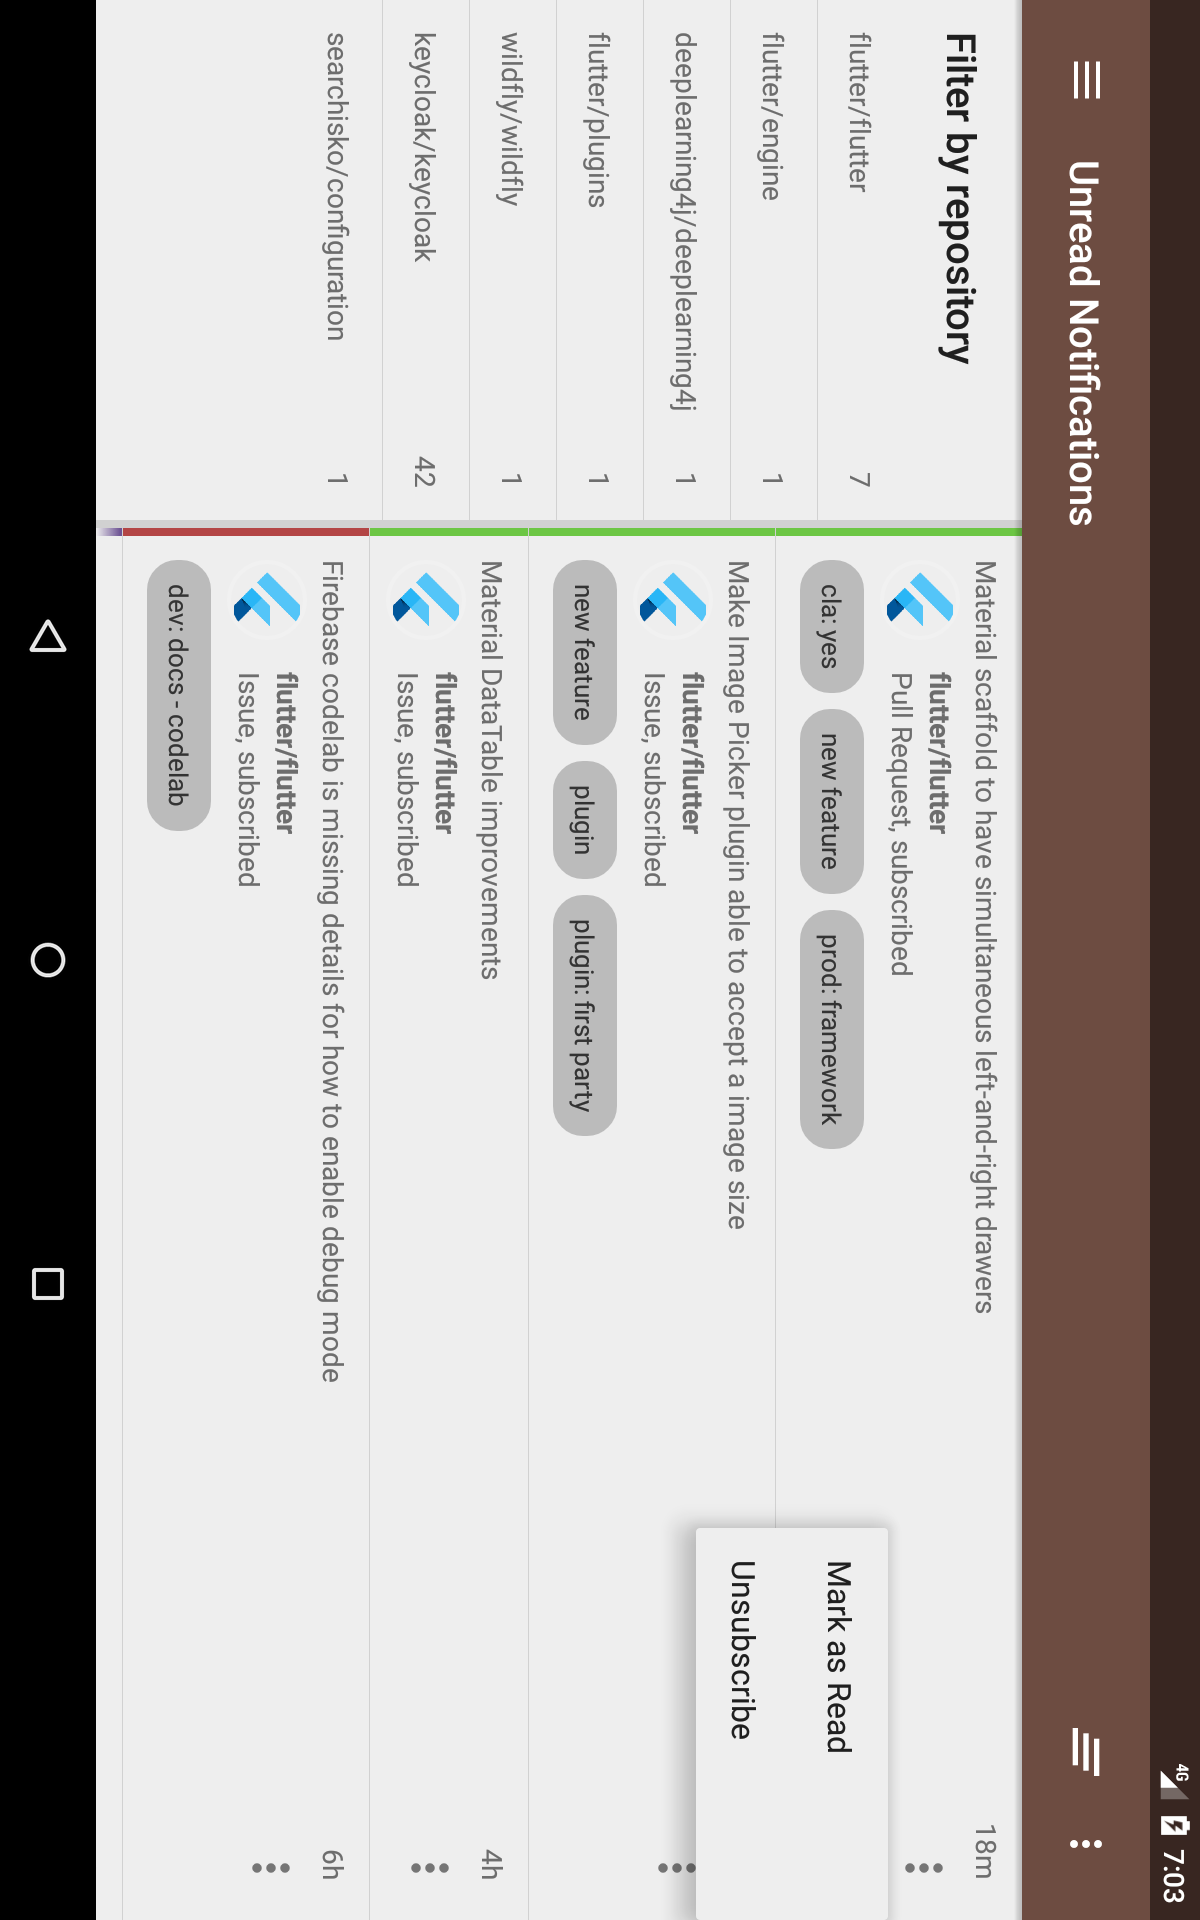 4G 7:03
Unread Notifications
Filter by repository
flutter/flutter 7
flutter/engine 1
deeplearning4j/deeplearning4j 1
flutter/plugins 1
wildfly/wildfly 1
keycloak/keycloak 42
searchisko/configuration 1
Material scaffold to have simultaneous left-and-right drawers 18m
flutter/flutter
Pull Request, subscribed
cla: yes new feature prod: framework
Mark as Read
Unsubscribe
Make Image Picker plugin able to accept a image size
flutter/flutter
Issue, subscribed
new feature plugin plugin: first party
Material DataTable improvements 4h
flutter/flutter
Issue, subscribed
Firebase codelab is missing details for how to enable debug mode 6h
flutter/flutter
Issue, subscribed
dev: docs - codelab